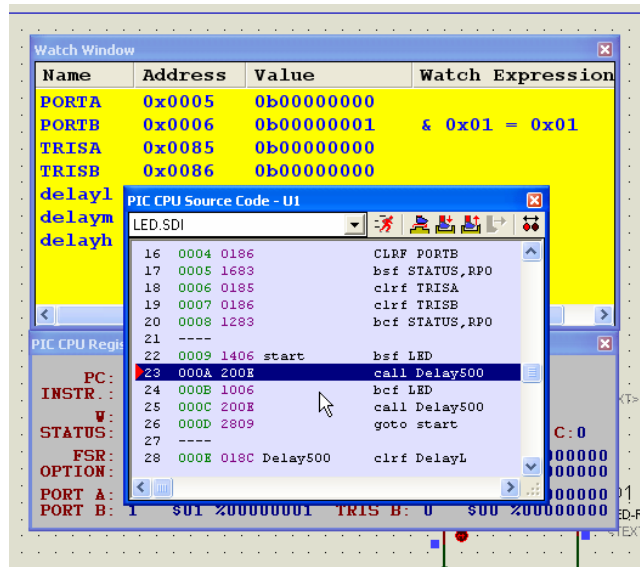 Watch Window
Name Address Value Watch Expression
PORTA 0x0005 0b00000000
PORTB 0x0006 0b00000001 & 0x01 = 0x01
TRISA 0x0085 0b00000000
TRISB 0x0086 0b00000000
delayl
delaym
delayh
PIC CPU Source Code - U1
LED.SDI
16 0004 0186 CLRF PORTB
17 0005 1683 bsf STATUS,RP0
18 0006 0185 clrf TRISA
19 0007 0186 clrf TRISB
20 0008 1283 bcf STATUS,RP0
21 ----
22 0009 1406 start bsf LED
23 000A 200E call Delay500
24 000B 1006 bcf LED
25 000C 200E call Delay500
26 000D 2809 goto start
27 ----
28 000E 018C Delay500 clrf DelayL
PIC CPU Regis
PC:
INSTR.:
W:
STATUS: C:0
FSR: 00000
OPTION: 00000
PORT A: 00000
PORT B: 1 $01 %00000001 TRIS B: 0 $00 %00000000